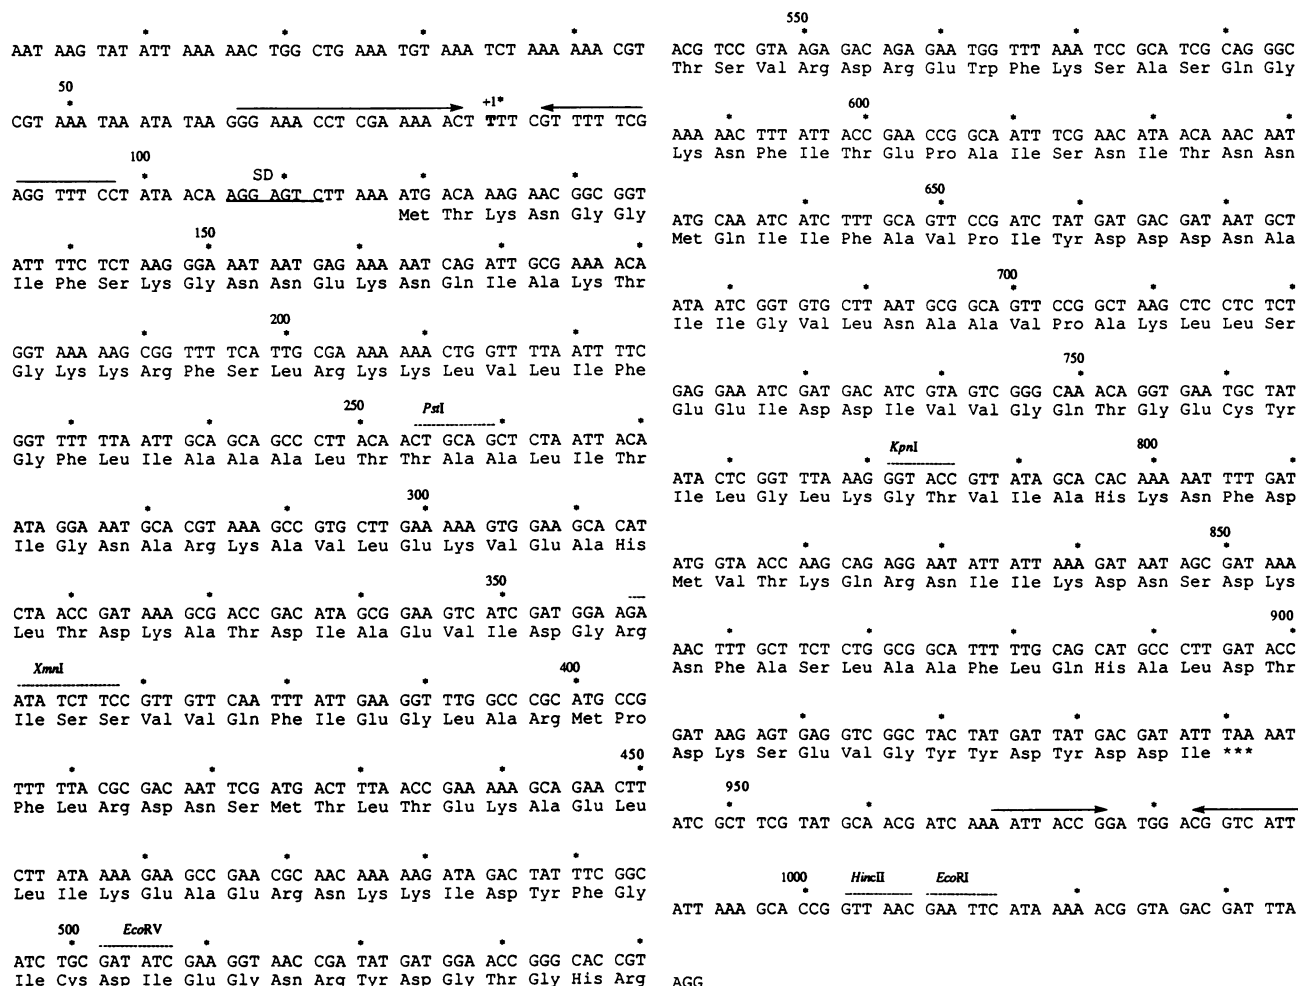 AAT AAG TAT ATT AAA AAC TGG CTG AAA TGT AAA TCT AAA AAA CGT
50
+1*
CGT AAA TAA ATA TAA GGG AAA CCT CGA AAA ACT TTT CGT TTT TCG
100
SD
AGG TTT CCT ATA ACA AGG AGT CTT AAA ATG ACA AAG AAC GGC GGT
Met Thr Lys Asn Gly Gly
150
ATT TTC TCT AAG GGA AAT AAT GAG AAA AAT CAG ATT GCG AAA ACA
Ile Phe Ser Lys Gly Asn Asn Glu Lys Asn Gln Ile Ala Lys Thr
200
GGT AAA AAG CGG TTT TCA TTG CGA AAA AAA CTG GTT TTA ATT TTC
Gly Lys Lys Arg Phe Ser Leu Arg Lys Lys Leu Val Leu Ile Phe
250 PstI
GGT TTT TTA ATT GCA GCA GCC CTT ACA ACT GCA GCT CTA ATT ACA
Gly Phe Leu Ile Ala Ala Ala Leu Thr Thr Ala Ala Leu Ile Thr
300
ATA GGA AAT GCA CGT AAA GCC GTG CTT GAA AAA GTG GAA GCA CAT
Ile Gly Asn Ala Arg Lys Ala Val Leu Glu Lys Val Glu Ala His
350
CTA ACC GAT AAA GCG ACC GAC ATA GCG GAA GTC ATC GAT GGA AGA
Leu Thr Asp Lys Ala Thr Asp Ile Ala Glu Val Ile Asp Gly Arg
XmnI 400
ATA TCT TCC GTT GTT CAA TTT ATT GAA GGT TTG GCC CGC ATG CCG
Ile Ser Ser Val Val Gln Phe Ile Glu Gly Leu Ala Arg Met Pro
450
TTT TTA CGC GAC AAT TCG ATG ACT TTA ACC GAA AAA GCA GAA CTT
Phe Leu Arg Asp Asn Ser Met Thr Leu Thr Glu Lys Ala Glu Leu
CTT ATA AAA GAA GCC GAA CGC AAC AAA AAG ATA GAC TAT TTC GGC
Leu Ile Lys Glu Ala Glu Arg Asn Lys Lys Ile Asp Tyr Phe Gly
500 EcoRV
ATC TGC GAT ATC GAA GGT AAC CGA TAT GAT GGA ACC GGG CAC CGT
Ile Cys Asp Ile Glu Gly Asn Arg Tyr Asp Gly Thr Gly His Arg
550
ACG TCC GTA AGA GAC AGA GAA TGG TTT AAA TCC GCA TCG CAG GGC
Thr Ser Val Arg Asp Arg Glu Trp Phe Lys Ser Ala Ser Gln Gly
600
AAA AAC TTT ATT ACC GAA CCG GCA ATT TCG AAC ATA ACA AAC AAT
Lys Asn Phe Ile Thr Glu Pro Ala Ile Ser Asn Ile Thr Asn Asn
650
ATG CAA ATC ATC TTT GCA GTT CCG ATC TAT GAT GAC GAT AAT GCT
Met Gln Ile Ile Phe Ala Val Pro Ile Tyr Asp Asp Asp Asn Ala
700
ATA ATC GGT GTG CTT AAT GCG GCA GTT CCG GCT AAG CTC CTC TCT
Ile Ile Gly Val Leu Asn Ala Ala Val Pro Ala Lys Leu Leu Ser
750
GAG GAA ATC GAT GAC ATC GTA GTC GGG CAA ACA GGT GAA TGC TAT
Glu Glu Ile Asp Asp Ile Val Val Gly Gln Thr Gly Glu Cys Tyr
KpnI 800
ATA CTC GGT TTA AAG GGT ACC GTT ATA GCA CAC AAA AAT TTT GAT
Ile Leu Gly Leu Lys Gly Thr Val Ile Ala His Lys Asn Phe Asp
850
ATG GTA ACC AAG CAG AGG AAT ATT ATT AAA GAT AAT AGC GAT AAA
Met Val Thr Lys Gln Arg Asn Ile Ile Lys Asp Asn Ser Asp Lys
900
AAC TTT GCT TCT CTG GCG GCA TTT TTG CAG CAT GCC CTT GAT ACC
Asn Phe Ala Ser Leu Ala Ala Phe Leu Gln His Ala Leu Asp Thr
GAT AAG AGT GAG GTC GGC TAC TAT GAT TAT GAC GAT ATT TAA AAT
Asp Lys Ser Glu Val Gly Tyr Tyr Asp Tyr Asp Asp Ile ***
950
ATC GCT TCG TAT GCA ACG ATC AAA ATT ACC GGA TGG ACG GTC ATT
1000 HincII EcoRI
ATT AAA GCA CCG GTT AAC GAA TTC ATA AAA ACG GTA GAC GAT TTA
AGG